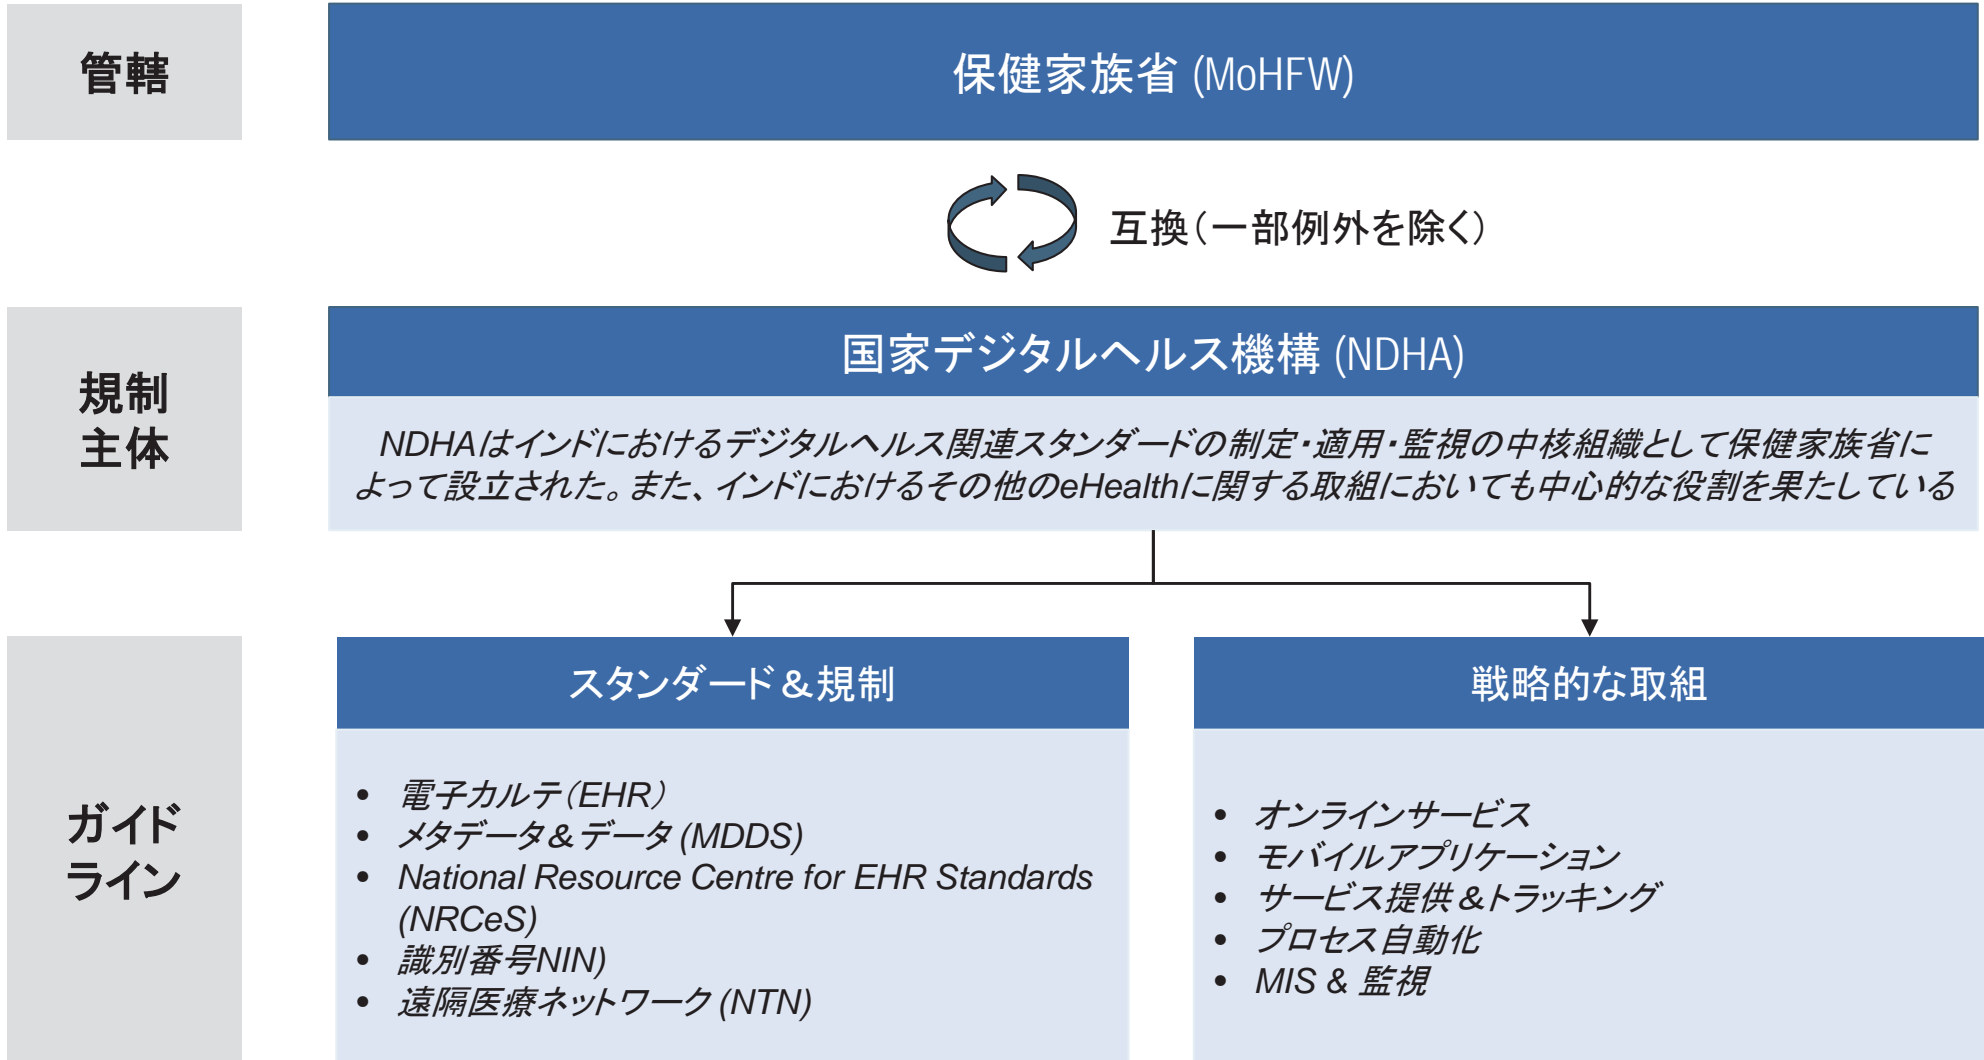 管轄
保健家族省 (MoHFW)
互換（一部例外を除く）
規制
主体
国家デジタルヘルス機構 (NDHA)
NDHAはインドにおけるデジタルヘルス関連スタンダードの制定・適用・監視の中核組織として保健家族省に
よって設立された。また、インドにおけるその他のeHealthに関する取組においても中心的な役割を果たしている
ガイド
ライン
スタンダード＆規制
• 電子カルテ（EHR）
• メタデータ＆データ (MDDS)
• National Resource Centre for EHR Standards
(NRCeS)
• 識別番号NIN)
• 遠隔医療ネットワーク (NTN)
戦略的な取組
• オンラインサービス
• モバイルアプリケーション
• サービス提供＆トラッキング
• プロセス自動化
• MIS & 監視